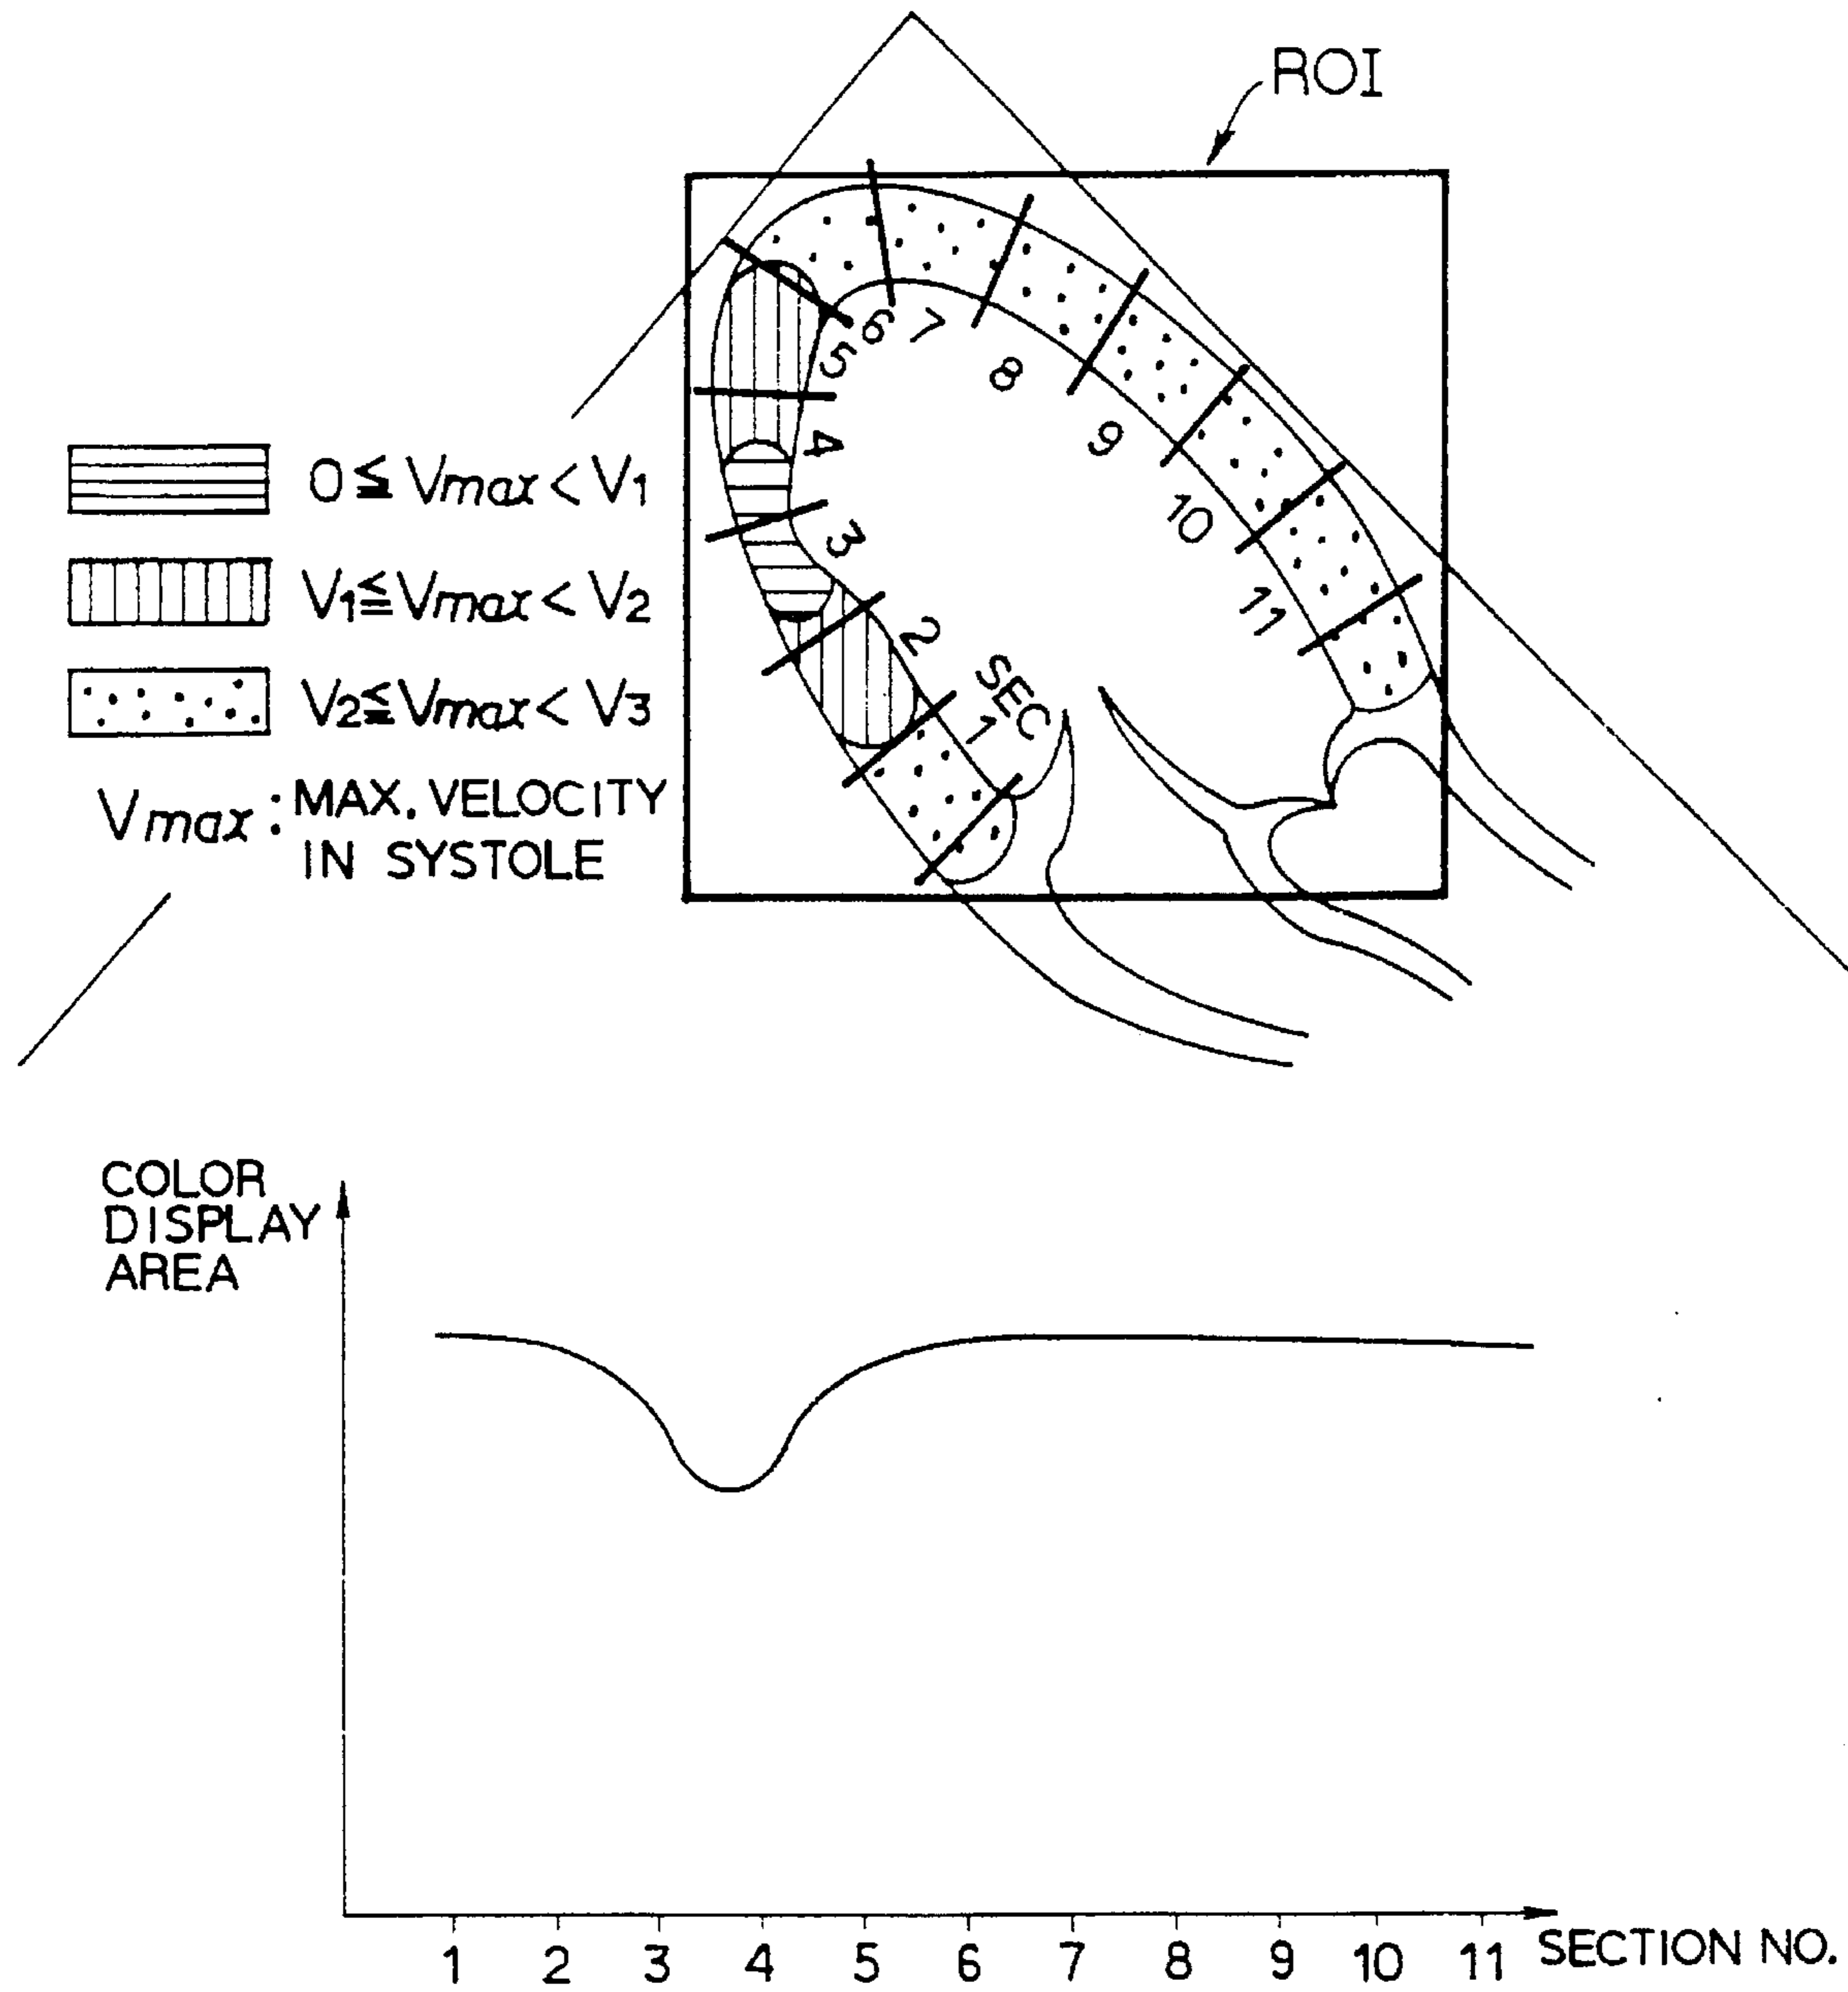 ROI
6
7
5
8
4
9
3
10
11
2
SEC
1
0 ≦ Vmax < V1
V1 ≦ Vmax < V2
V2 ≦ Vmax < V3
Vmax : MAX. VELOCITY
IN SYSTOLE
COLOR
DISPLAY
AREA
1 2 3 4 5 6 7 8 9 10 11 SECTION NO.